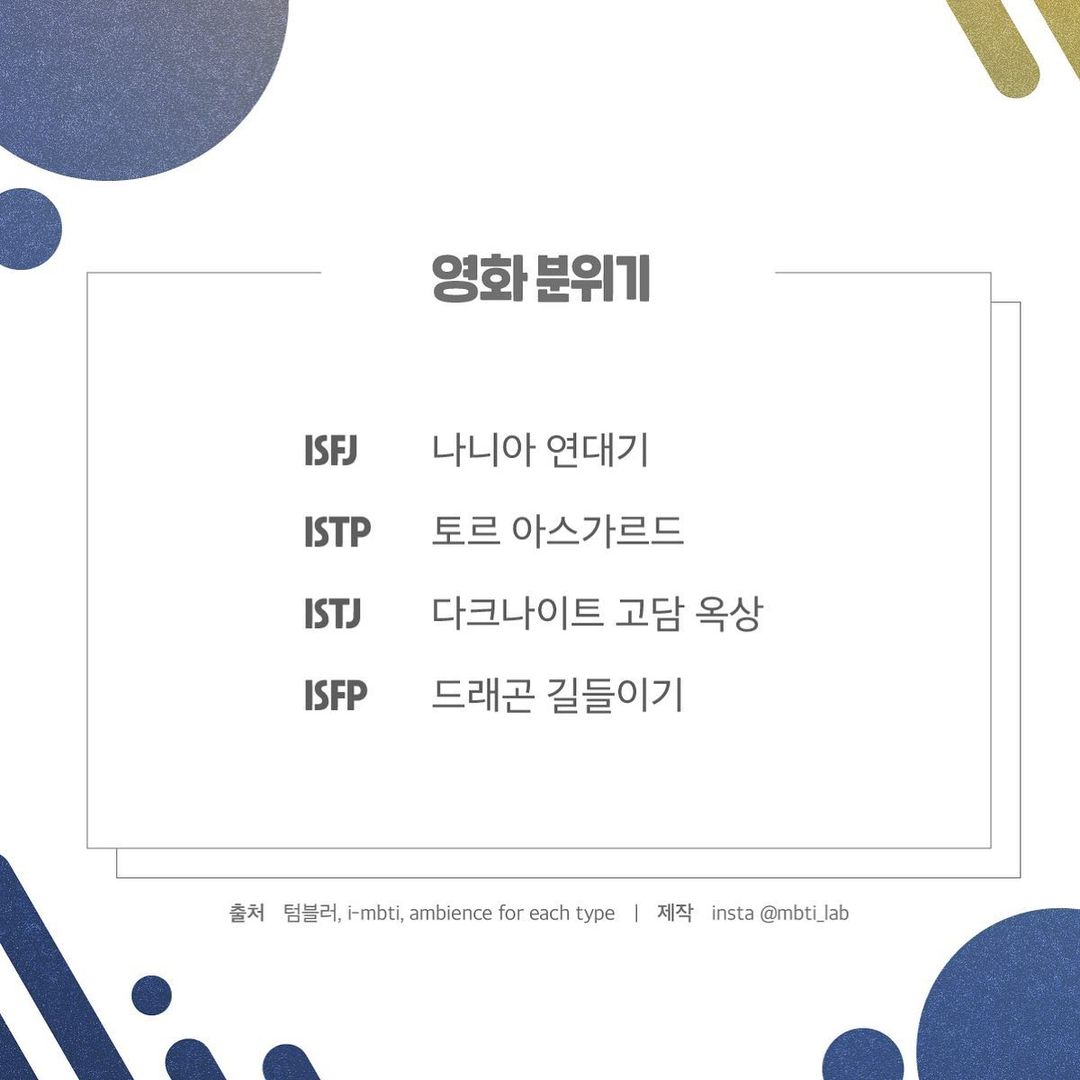 영화 분위기
ISFJ 나니아 연대기
ISTP 토르 아스가르드
ISTJ 다크나이트 고담 옥상
ISFP 드래곤 길들이기
출처 텀블러, i-mbti, ambience for each type | 제작 insta @mbti_lab